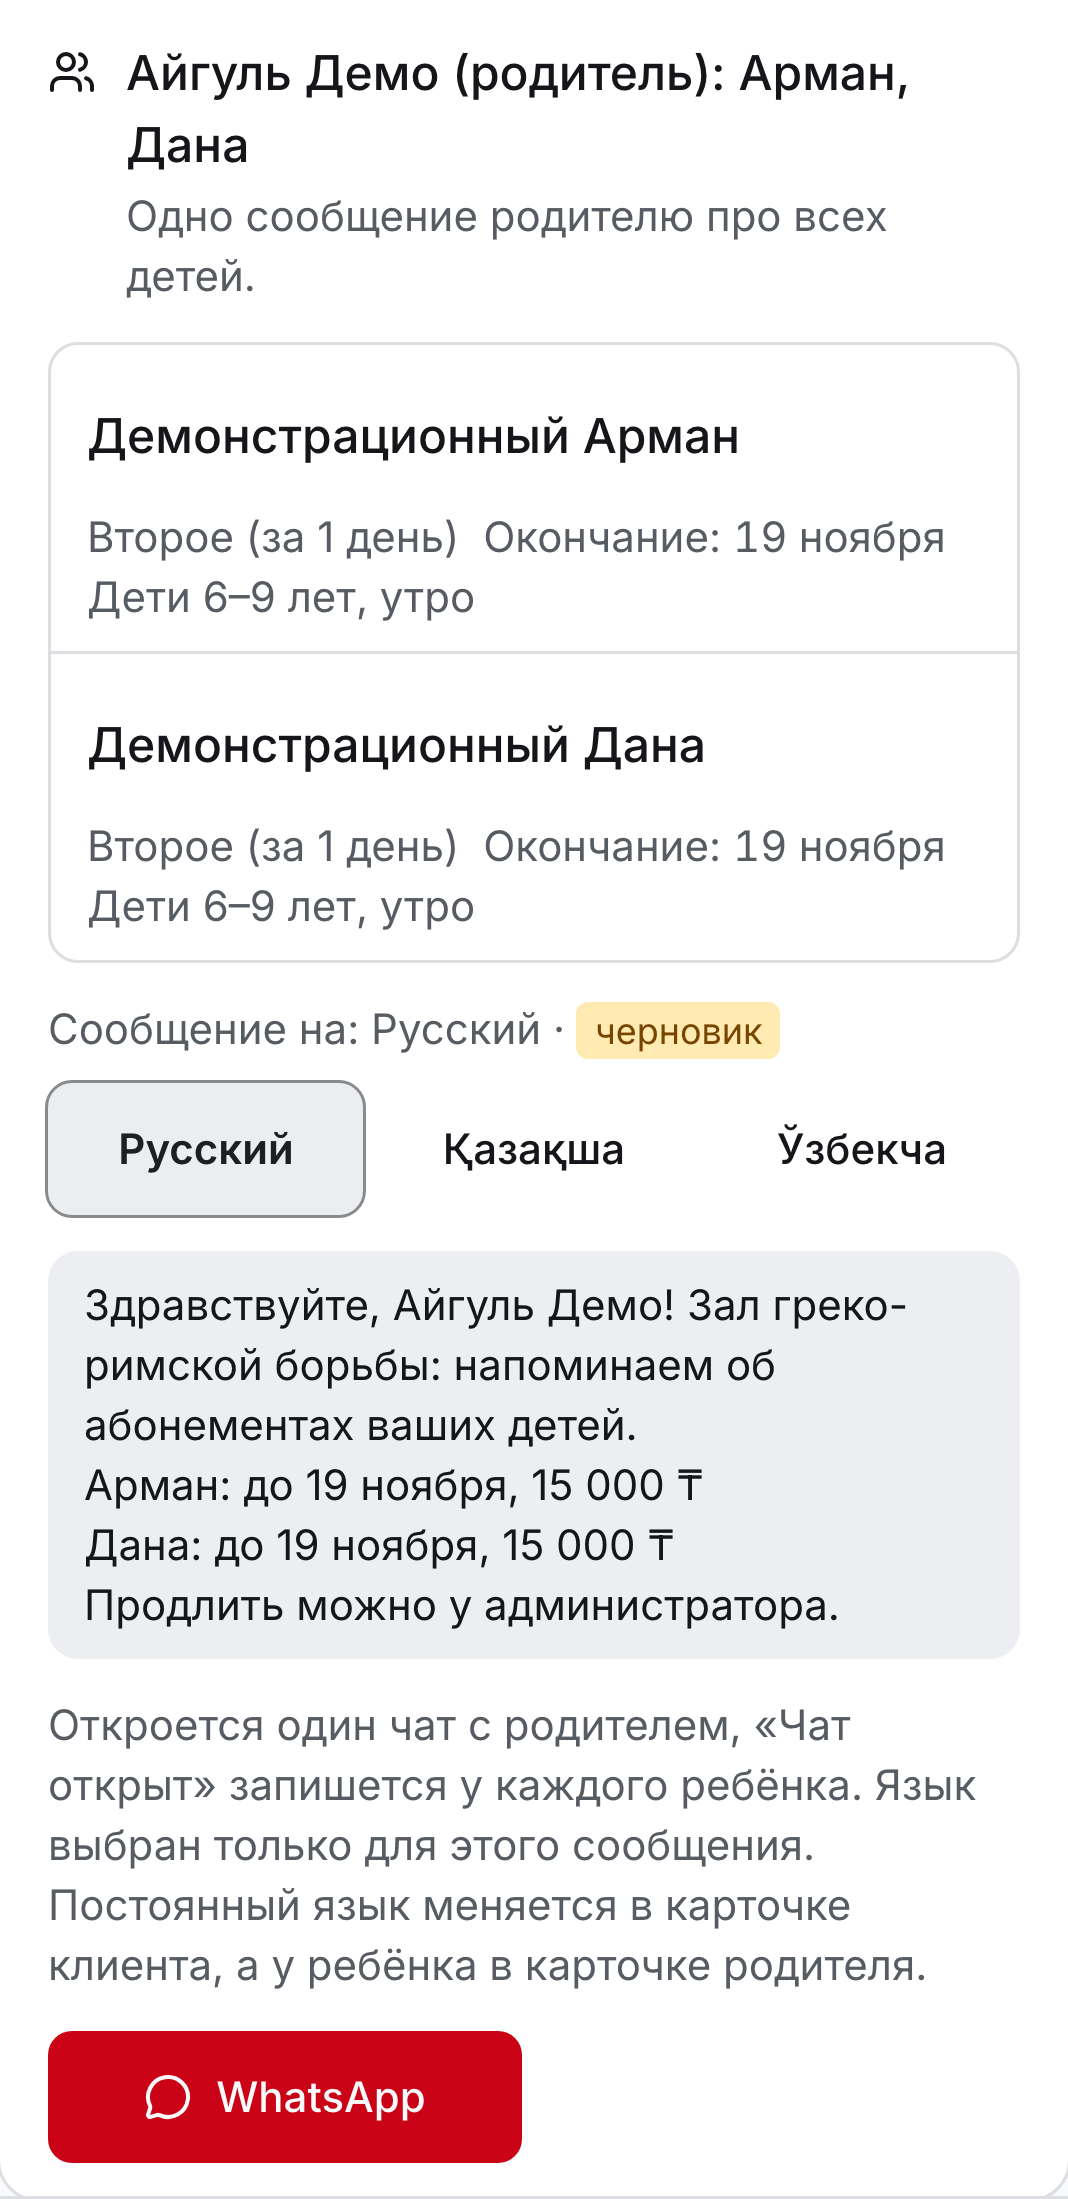 Айгуль Демо (родитель): Арман,
Дана
Одно сообщение родителю про всех
детей.
Демонстрационный Арман
Второе (за 1 день) Окончание: 19 ноября
Дети 6–9 лет, утро
Демонстрационный Дана
Второе (за 1 день) Окончание: 19 ноября
Дети 6–9 лет, утро
Сообщение на: Русский · черновик
Русский Қазақша Ўзбекча
Здравствуйте, Айгуль Демо! Зал греко-
римской борьбы: напоминаем об
абонементах ваших детей.
Арман: до 19 ноября, 15 000 ₸
Дана: до 19 ноября, 15 000 ₸
Продлить можно у администратора.
Откроется один чат с родителем, «Чат
открыт» запишется у каждого ребёнка. Язык
выбран только для этого сообщения.
Постоянный язык меняется в карточке
клиента, а у ребёнка в карточке родителя.
WhatsApp